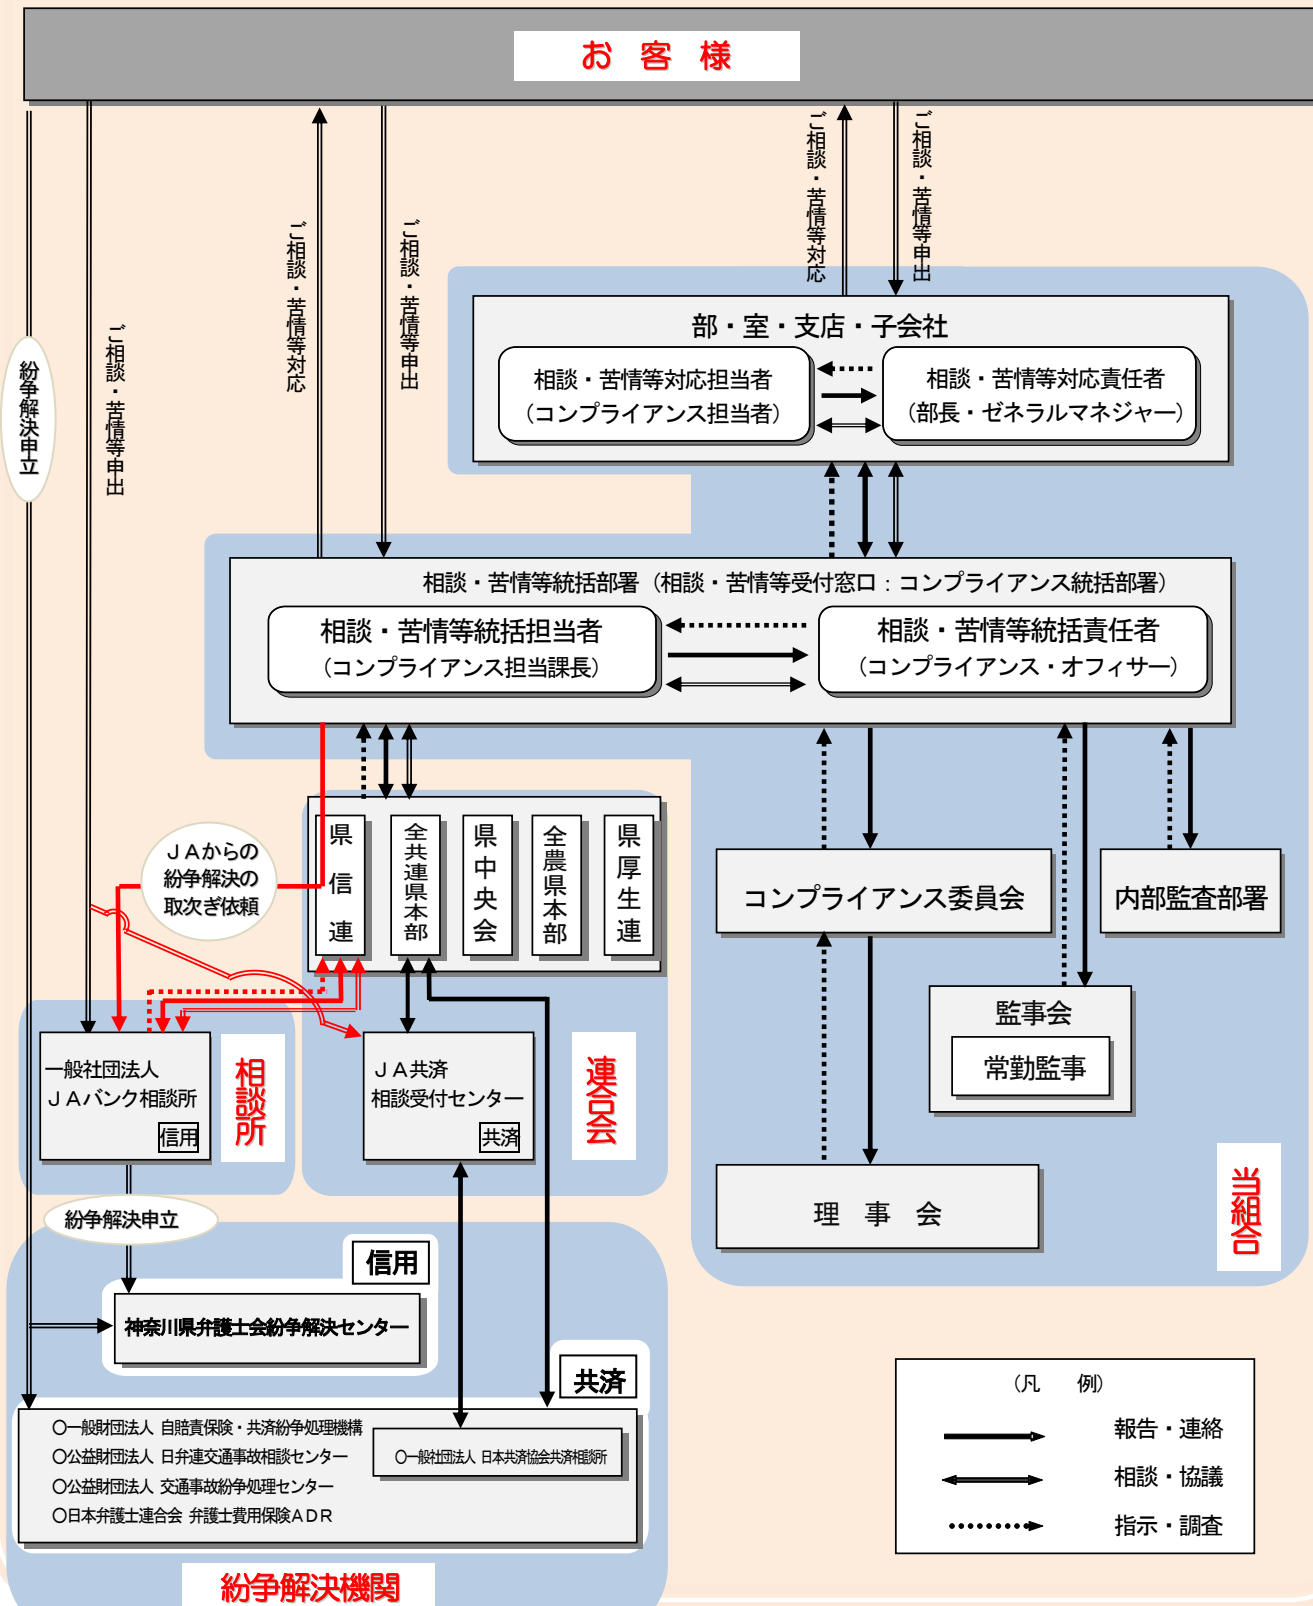 お 客 様
ご相談・苦情等対応
ご相談・苦情等申出
ご相談・苦情等対応
ご相談・苦情等申出
ご相談・苦情等申出
紛争解決申立
部・室・支店・子会社
相談・苦情等対応担当者
（コンプライアンス担当者）
相談・苦情等対応責任者
（部長・ゼネラルマネジャー）
相談・苦情等統括部署（相談・苦情等受付窓口：コンプライアンス統括部署）
相談・苦情等統括担当者
（コンプライアンス担当課長）
相談・苦情等統括責任者
（コンプライアンス・オフィサー）
ＪＡからの
紛争解決の
取次ぎ依頼
県信連
全共連県本部
県中央会
全農県本部
県厚生連
コンプライアンス委員会
内部監査部署
監事会
常勤監事
理 事 会
当組合
一般社団法人
ＪＡバンク相談所
信用
相談所
ＪＡ共済
相談受付センター
共済
連合会
紛争解決申立
信用
神奈川県弁護士会紛争解決センター
共済
〇一般財団法人 自賠責保険・共済紛争処理機構
〇公益財団法人 日弁連交通事故相談センター
〇公益財団法人 交通事故紛争処理センター
〇日本弁護士連合会 弁護士費用保険ＡＤＲ
〇一般社団法人 日本共済協会共済相談所
紛争解決機関
（凡 例）
報告・連絡
相談・協議
指示・調査